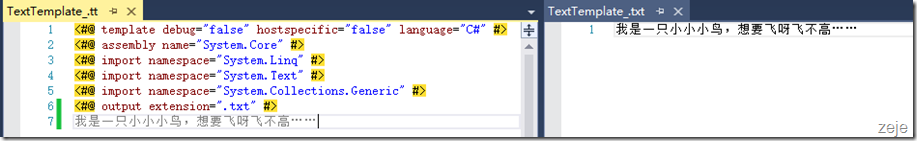 TextTemplate_.tt
1 <#@ template debug="false" hostspecific="false" language="C#" #>
2 <#@ assembly name="System.Core" #>
3 <#@ import namespace="System.Linq" #>
4 <#@ import namespace="System.Text" #>
5 <#@ import namespace="System.Collections.Generic" #>
6 <#@ output extension=".txt" #>
7 我是一只小小小鸟，想要飞呀飞不高……
TextTemplate_.txt
1 我是一只小小小鸟，想要飞呀飞不高……
zeje